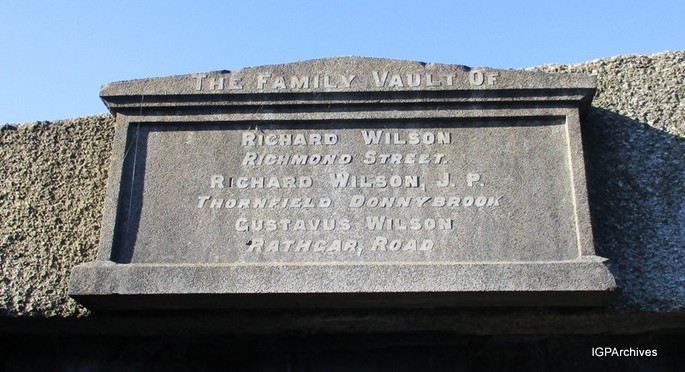 THE FAMILY VAULT OF
RICHARD WILSON
RICHMOND STREET.
RICHARD WILSON, J. P.
THORNFIELD DONNYBROOK
GUSTAVUS WILSON
RATHGAR, ROAD
IGPArchives